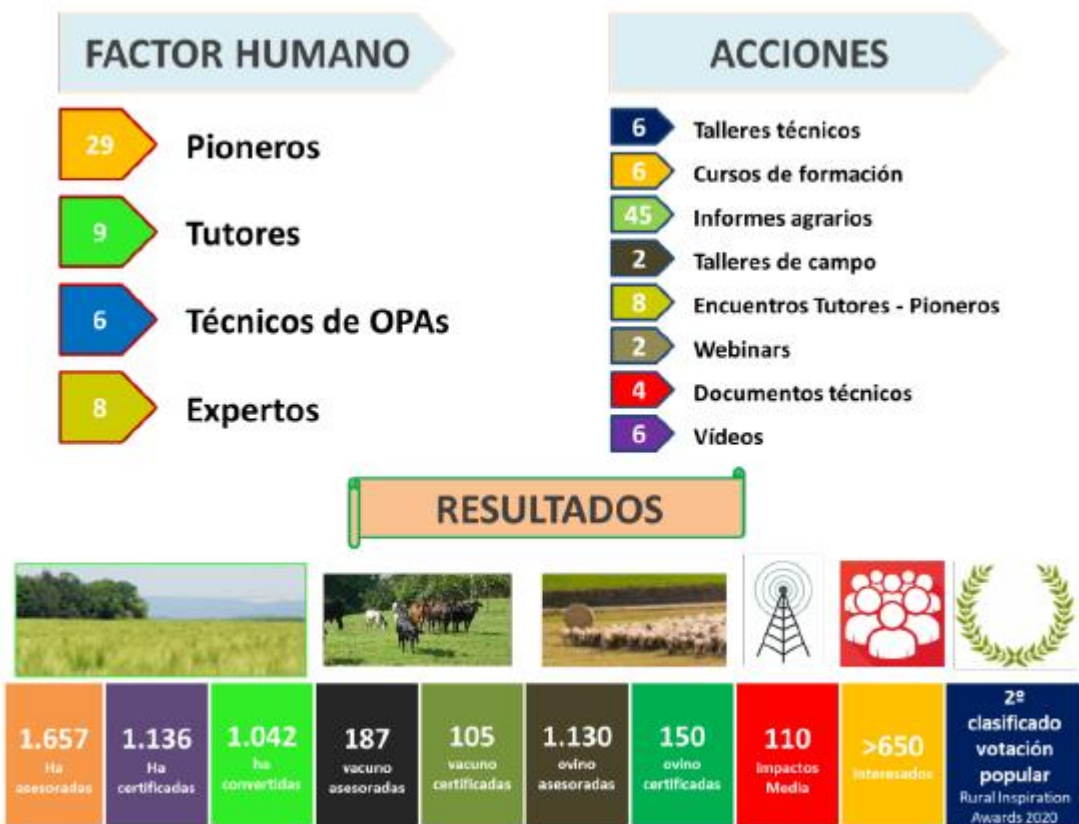 FACTOR HUMANO
29 Pioneros
9 Tutores
6 Técnicos de OPAs
8 Expertos
ACCIONES
6 Talleres técnicos
6 Cursos de formación
45 Informes agrarios
2 Talleres de campo
8 Encuentros Tutores - Pioneros
2 Webinars
4 Documentos técnicos
6 Vídeos
RESULTADOS
1.657
Ha
asesoradas
1.136
Ha
certificadas
1.042
ha
convertidas
187
vacuno
asesoradas
105
vacuno
certificadas
1.130
ovino
asesoradas
150
ovino
certificadas
110
Impactos
Media
>650
Interesados
2º
clasificado
votación
popular
Rural Inspiration
Awards 2020